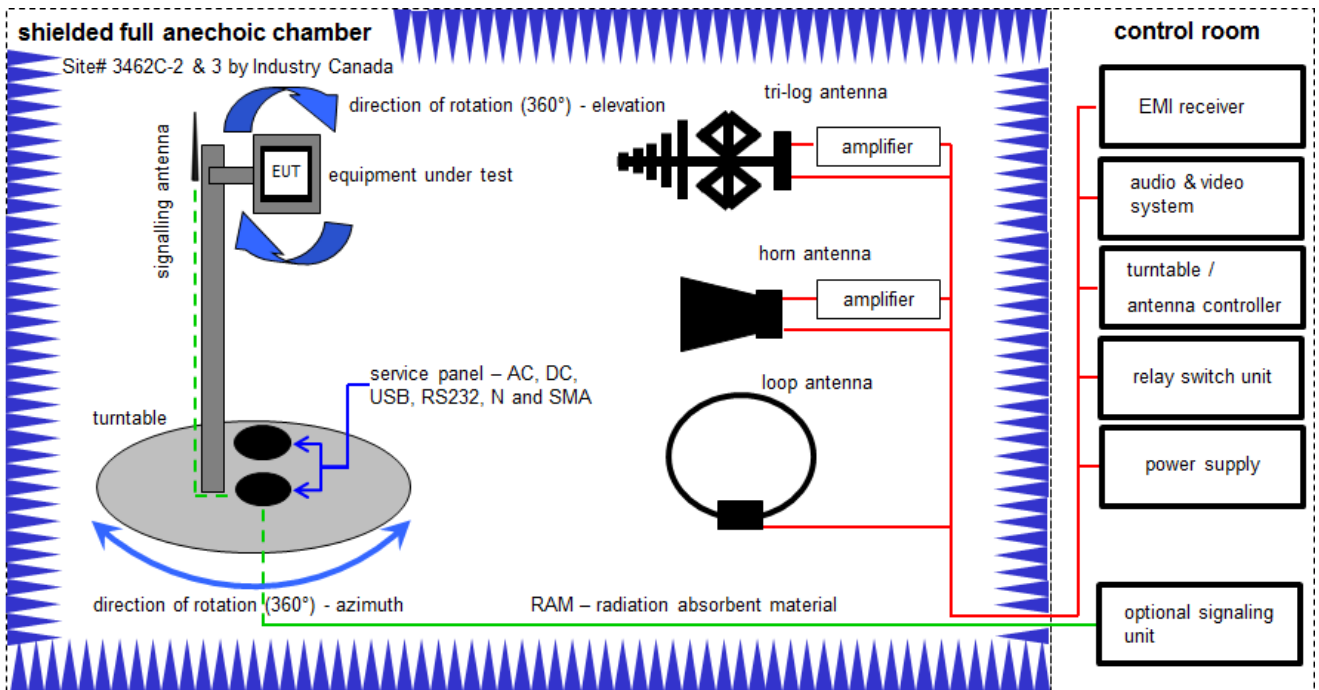 shielded full anechoic chamber
control room
Site# 3462C-2 & 3 by Industry Canada
direction of rotation (360°) - elevation
signalling antenna
EUT
equipment under test
tri-log antenna
amplifier
horn antenna
amplifier
loop antenna
service panel – AC, DC,
USB, RS232, N and SMA
turntable
direction of rotation (360°) - azimuth
RAM – radiation absorbent material
EMI receiver
audio & video
system
turntable /
antenna controller
relay switch unit
power supply
optional signaling
unit